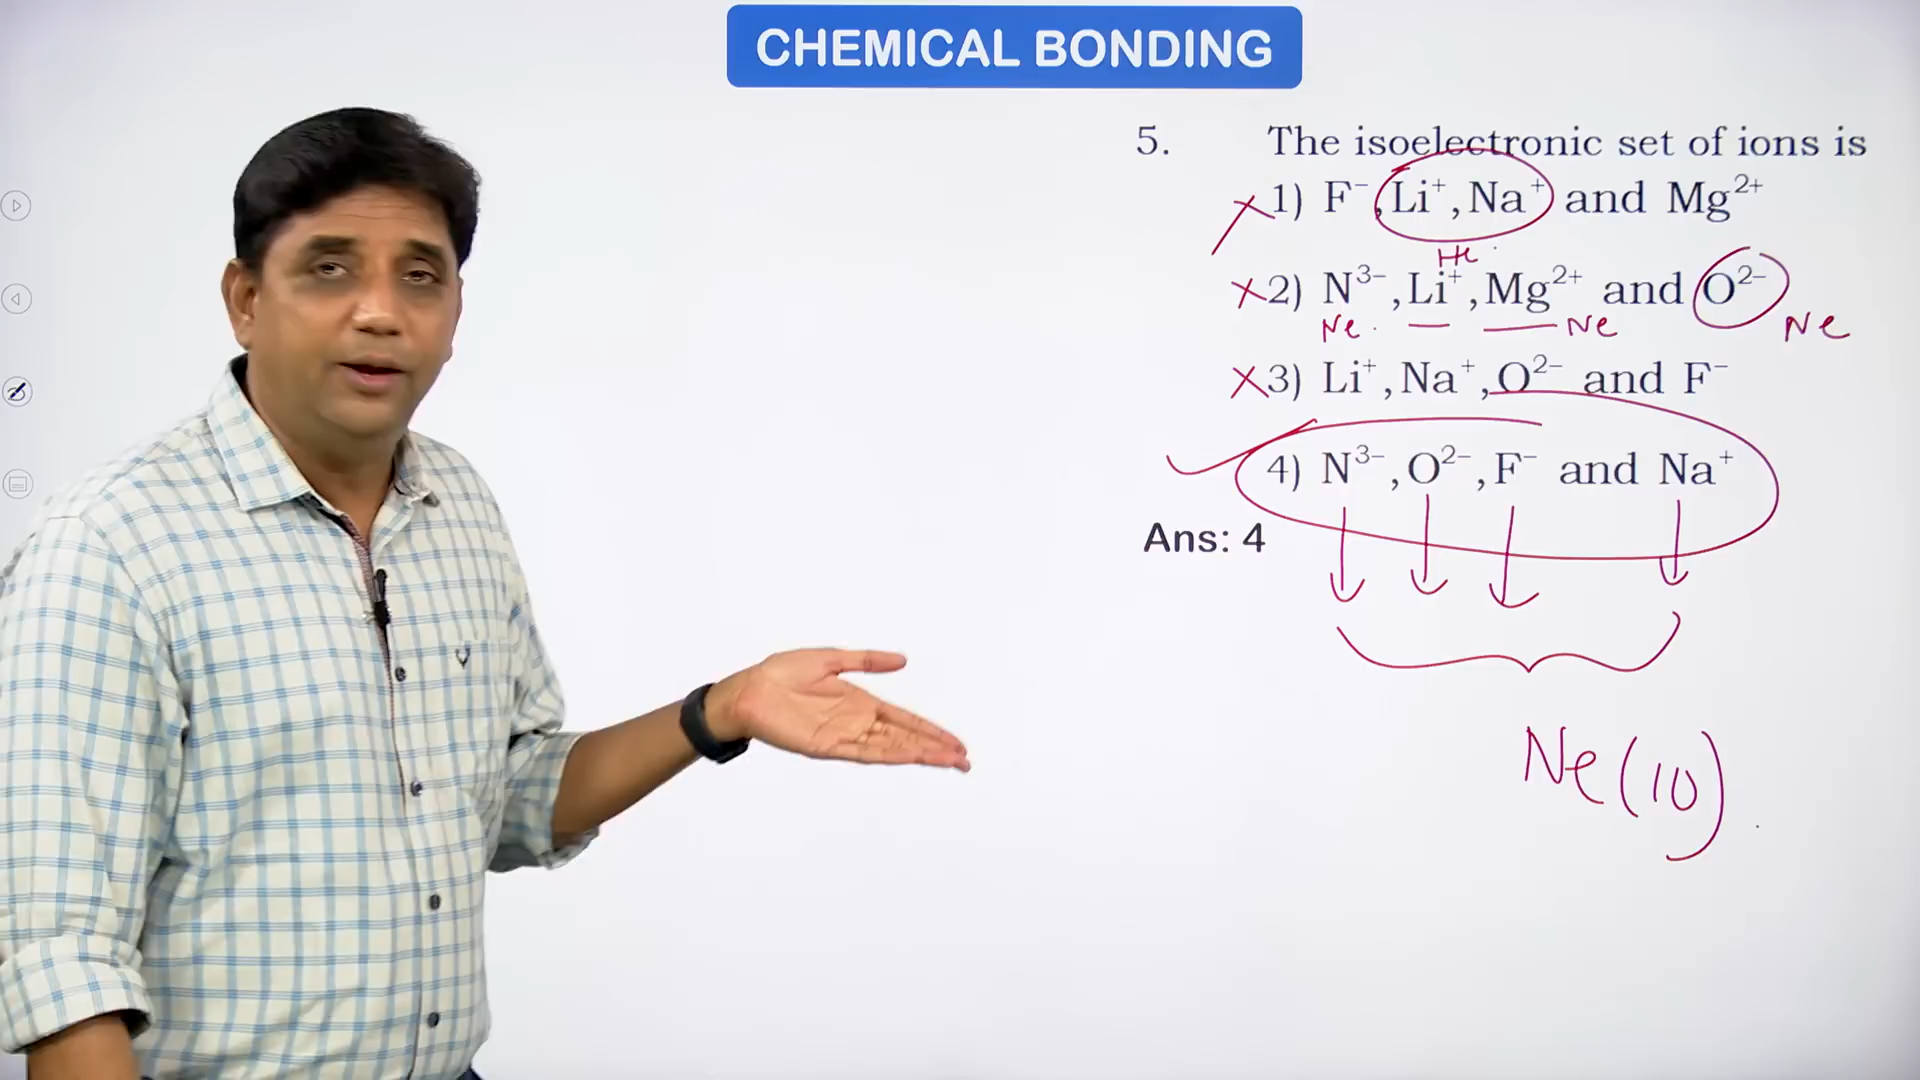 CHEMICAL BONDING
5. The isoelectronic set of ions is
1) F⁻, Li⁺, Na⁺ and Mg²⁺
He
2) N³⁻, Li⁺, Mg²⁺ and O²⁻
Ne Ne Ne
3) Li⁺, Na⁺, O²⁻ and F⁻
4) N³⁻, O²⁻, F⁻ and Na⁺
Ans: 4
Ne (10)